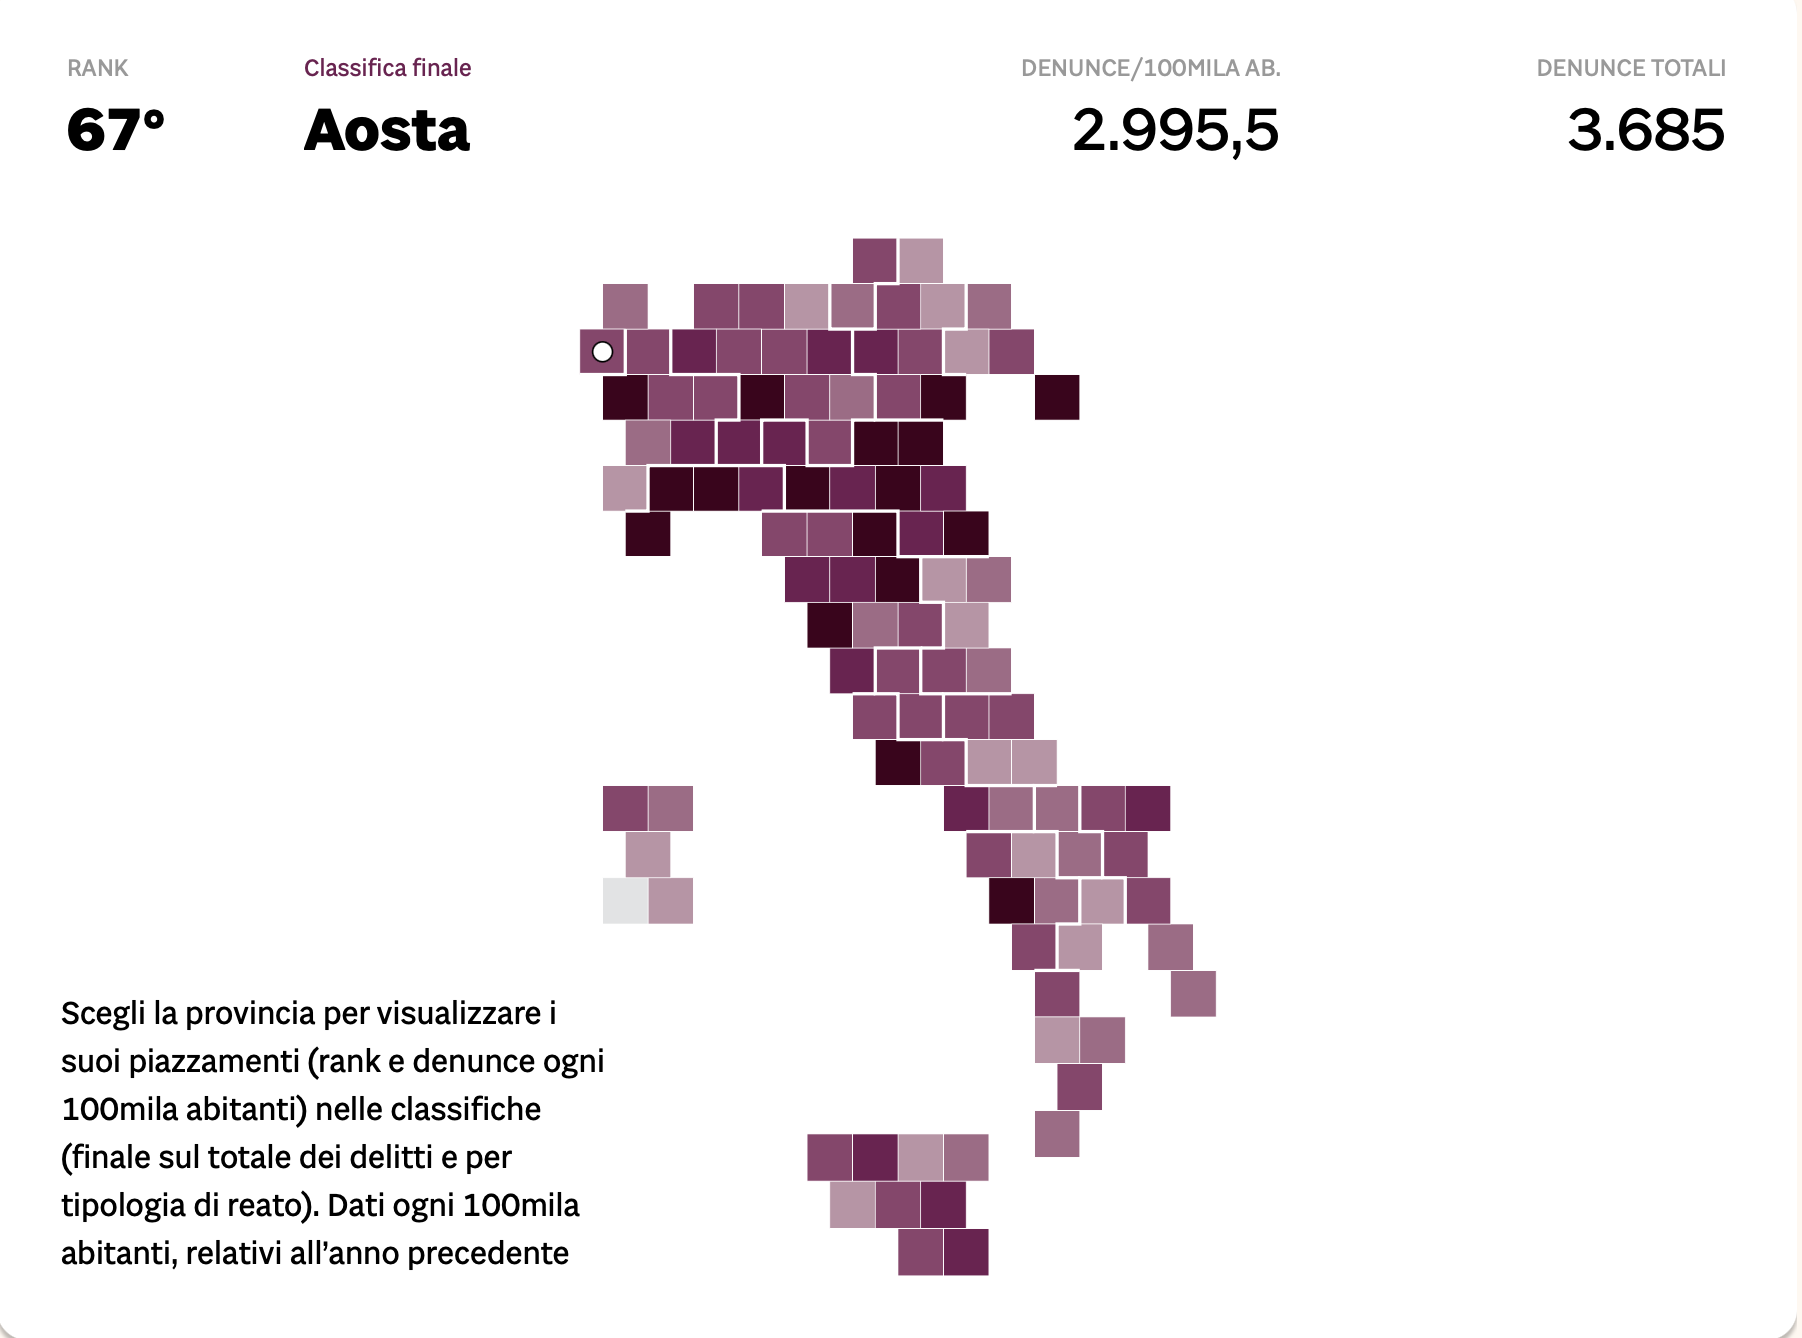 RANK
Classifica finale
DENUNCE/100MILA AB.
DENUNCE TOTALI
67°
Aosta
2.995,5
3.685
Scegli la provincia per visualizzare i
suoi piazzamenti (rank e denunce ogni
100mila abitanti) nelle classifiche
(finale sul totale dei delitti e per
tipologia di reato). Dati ogni 100mila
abitanti, relativi all’anno precedente